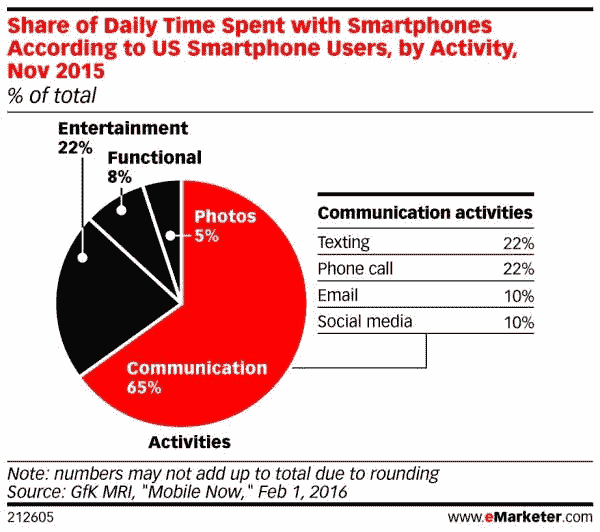 Share of Daily Time Spent with Smartphones
According to US Smartphone Users, by Activity,
Nov 2015
% of total
Entertainment
22%
Functional
8%
Photos
5%
Communication
65%
Activities
Communication activities
Texting 22%
Phone call 22%
Email 10%
Social media 10%
Note: numbers may not add up to total due to rounding
Source: GfK MRI, "Mobile Now," Feb 1, 2016
212605 www.eMarketer.com